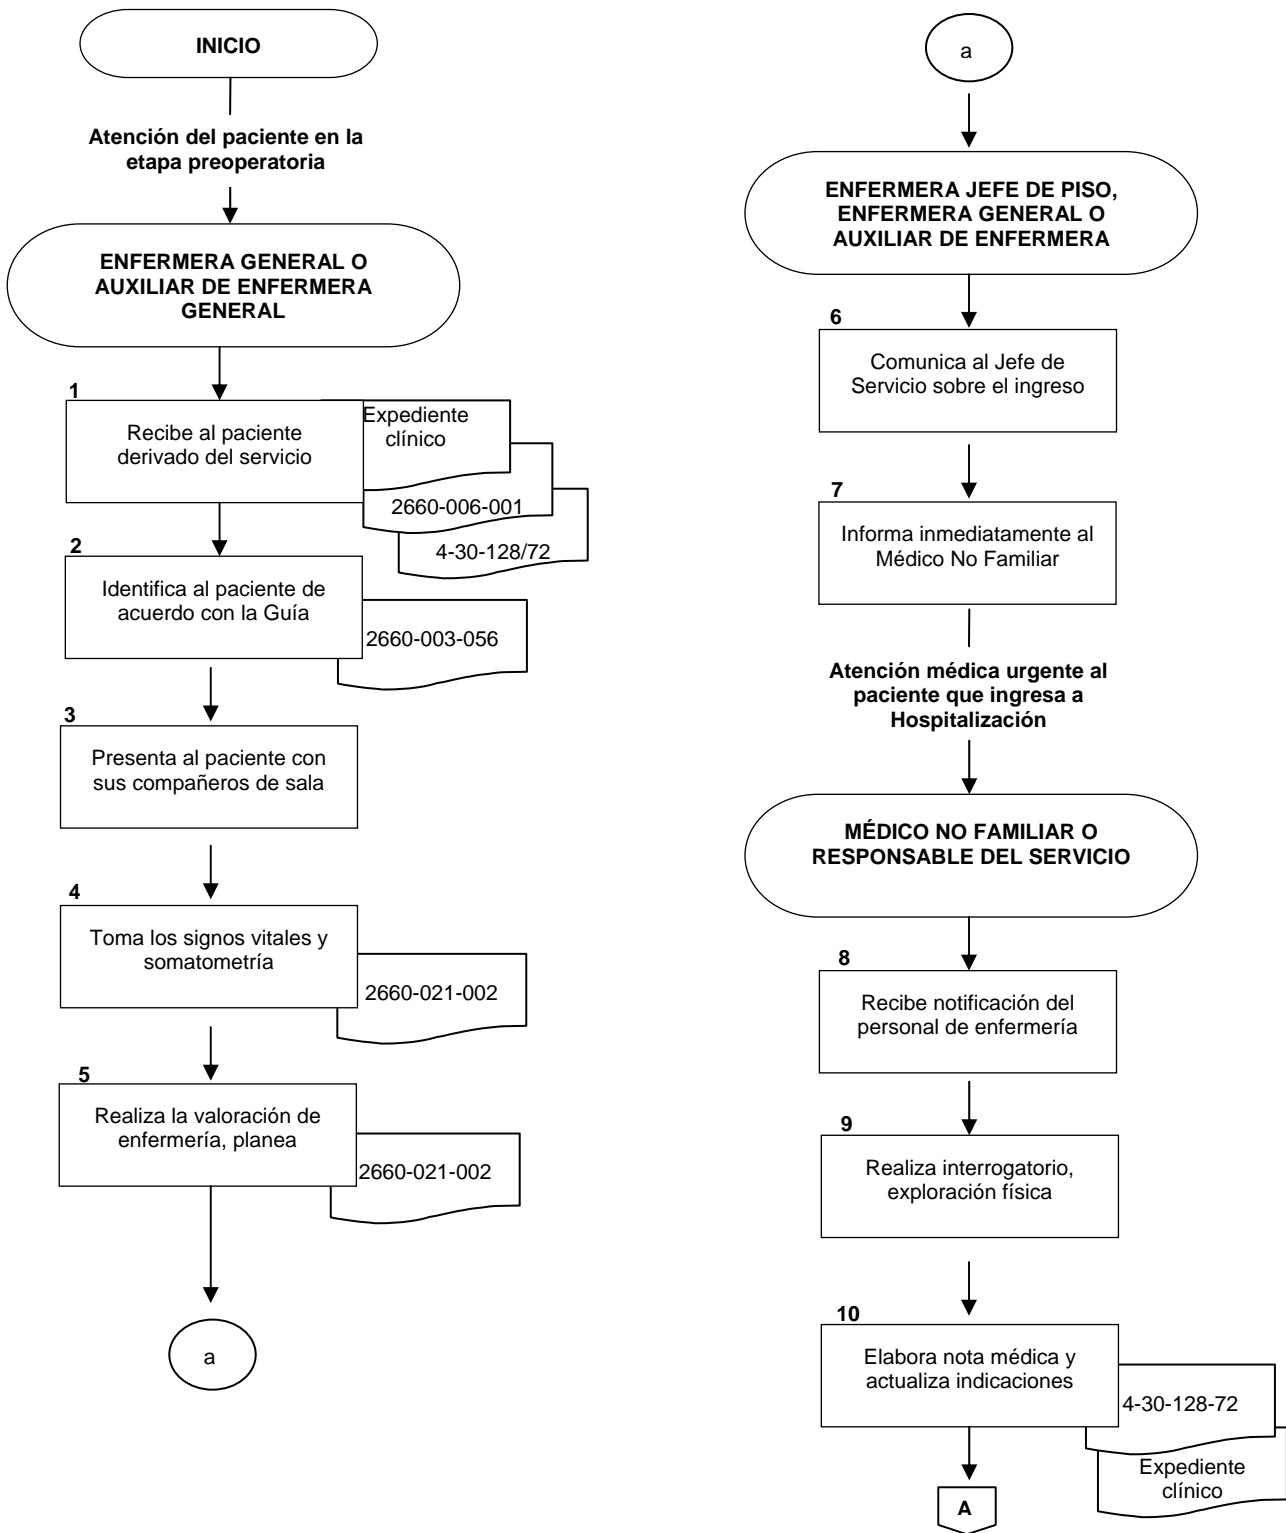 INICIO
Atención del paciente en la
etapa preoperatoria
ENFERMERA GENERAL O
AUXILIAR DE ENFERMERA
GENERAL
1
Recibe al paciente
derivado del servicio
Expediente
clínico
2660-006-001
4-30-128/72
2
Identifica al paciente de
acuerdo con la Guía
2660-003-056
3
Presenta al paciente con
sus compañeros de sala
4
Toma los signos vitales y
somatometría
2660-021-002
5
Realiza la valoración de
enfermería, planea
2660-021-002
a
a
ENFERMERA JEFE DE PISO,
ENFERMERA GENERAL O
AUXILIAR DE ENFERMERA
6
Comunica al Jefe de
Servicio sobre el ingreso
7
Informa inmediatamente al
Médico No Familiar
Atención médica urgente al
paciente que ingresa a
Hospitalización
MÉDICO NO FAMILIAR O
RESPONSABLE DEL SERVICIO
8
Recibe notificación del
personal de enfermería
9
Realiza interrogatorio,
exploración física
10
Elabora nota médica y
actualiza indicaciones
4-30-128-72
Expediente
clínico
A